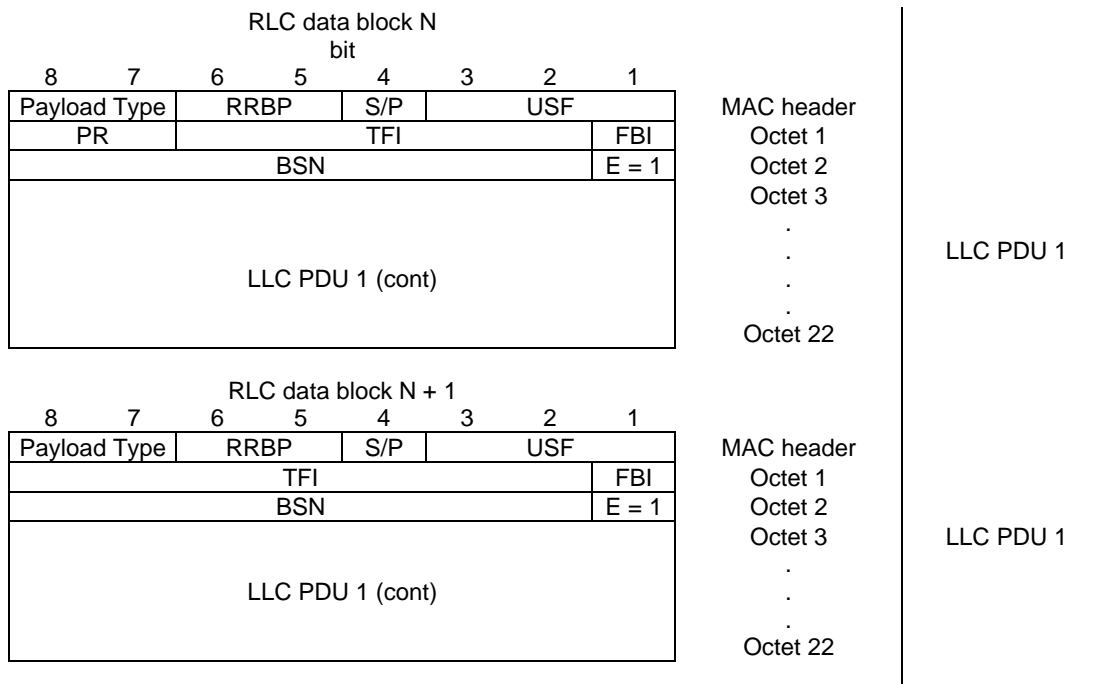 RLC data block N
bit
8 7 6 5 4 3 2 1
Payload Type RRBP S/P USF MAC header
PR TFI FBI Octet 1
BSN E = 1 Octet 2
Octet 3
.
. LLC PDU 1
LLC PDU 1 (cont) .
.
Octet 22
RLC data block N + 1
8 7 6 5 4 3 2 1
Payload Type RRBP S/P USF MAC header
TFI FBI Octet 1
BSN E = 1 Octet 2
Octet 3 LLC PDU 1
.
LLC PDU 1 (cont) .
.
Octet 22